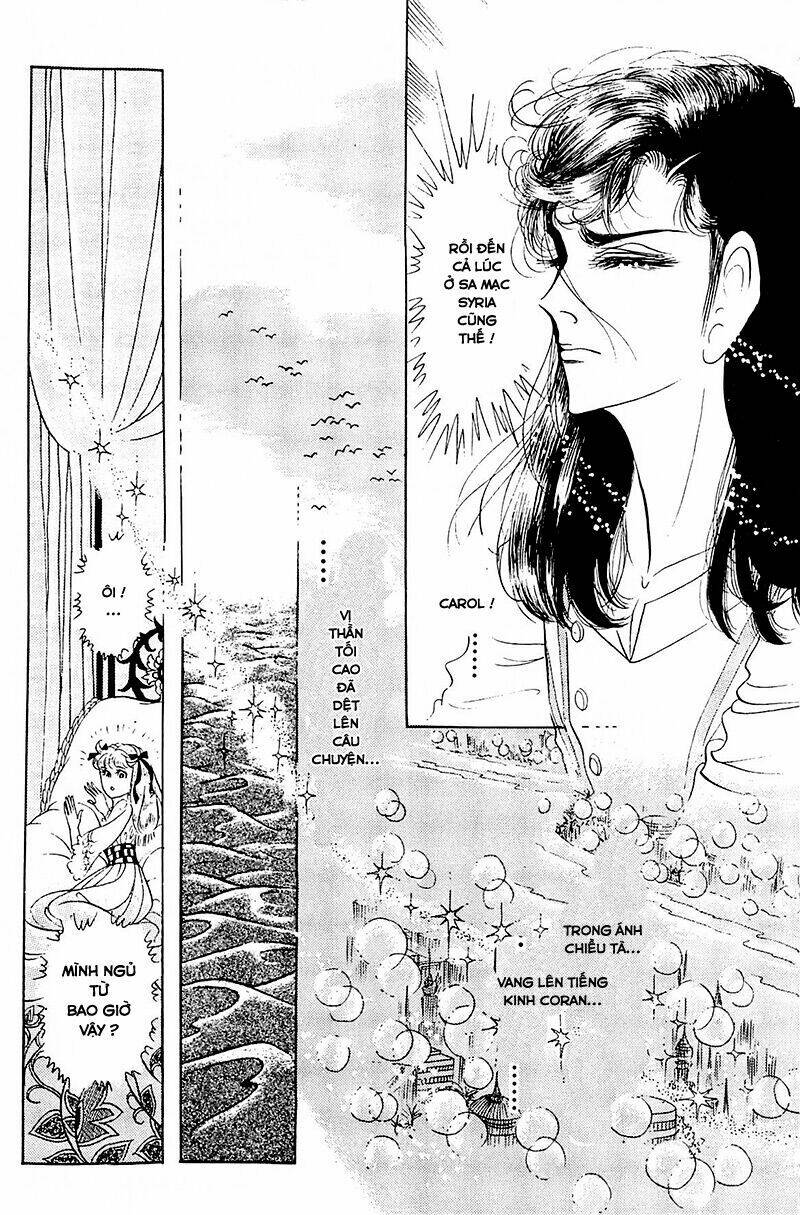 RỒI ĐẾN
CẢ LÚC
Ở SA MẠC
SYRIA
CŨNG
THẾ !
CAROL !
......
......
VỊ
THẦN
TỐI
CAO
ĐÃ
DỆT
LÊN
CÂU
CHUYỆN...
TRONG ÁNH
CHIỀU TÀ...
VANG LÊN TIẾNG
KINH CORAN...
......
ÔI !
...
MÌNH NGỦ
TỪ
BAO GIỜ
VẬY ?